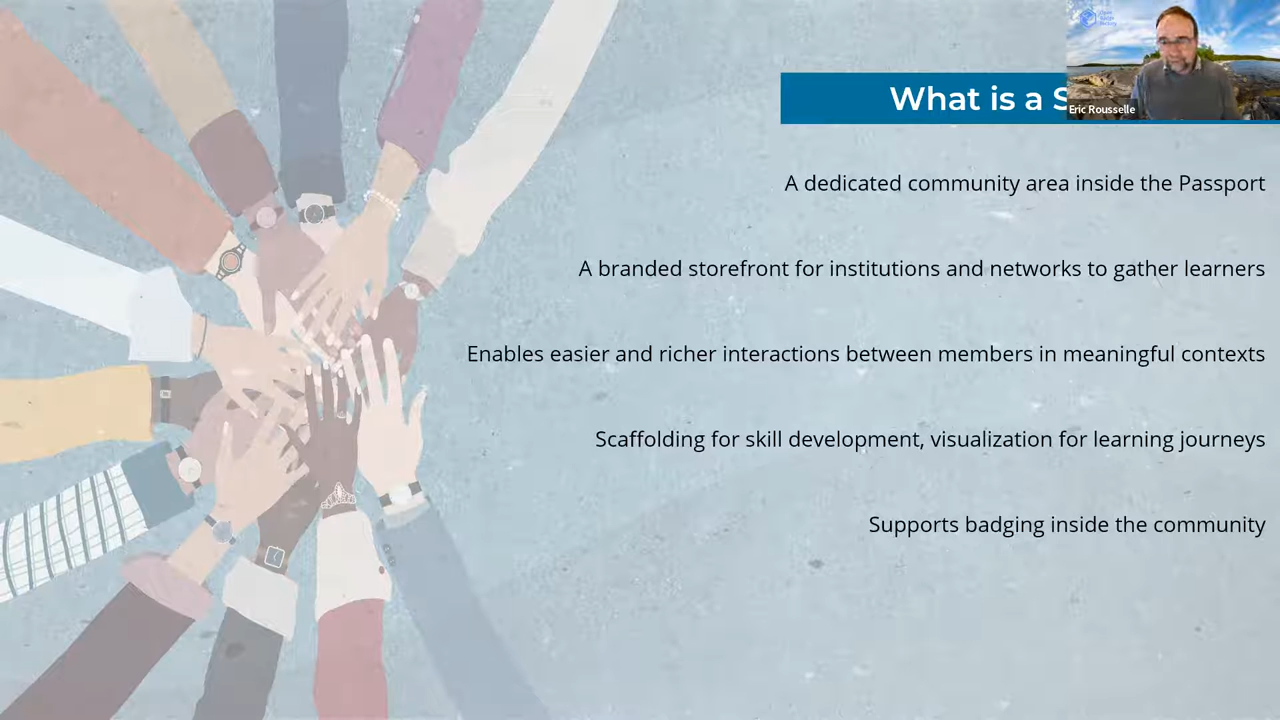 What is a S
Eric Rousselle
A dedicated community area inside the Passport
A branded storefront for institutions and networks to gather learners
Enables easier and richer interactions between members in meaningful contexts
Scaffolding for skill development, visualization for learning journeys
Supports badging inside the community